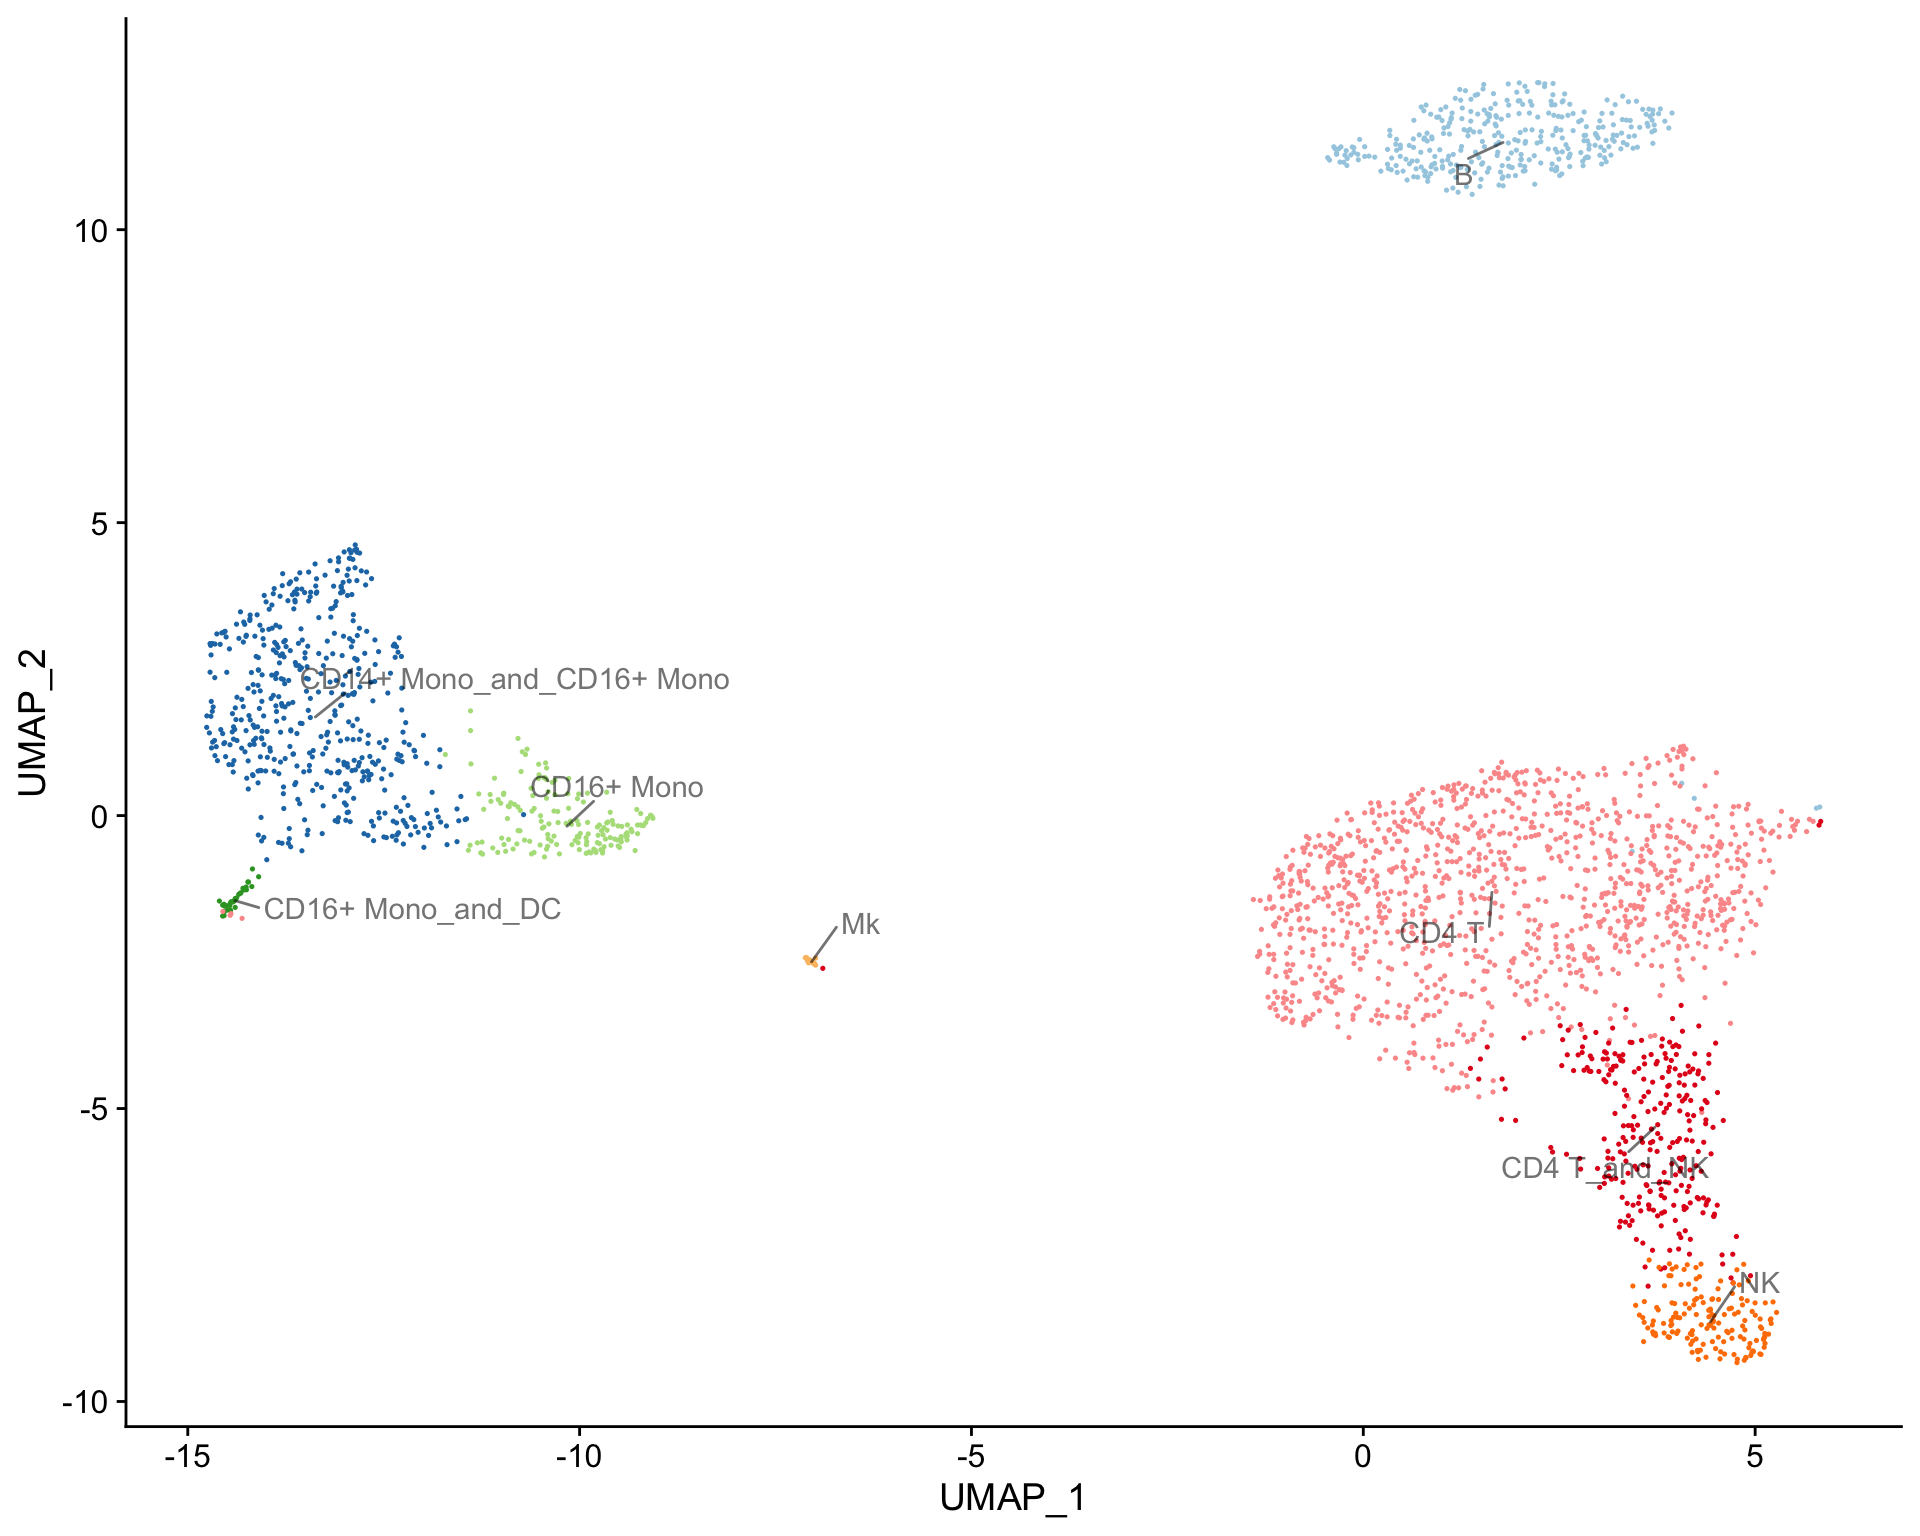 B
10
5
CD14+ Mono_and_CD16+ Mono
CD16+ Mono
0
CD16+ Mono_and_DC
Mk
CD4 T
-5
CD4 T_and_NK
NK
-10
-15
-10
-5
0
5
UMAP_1
UMAP_2